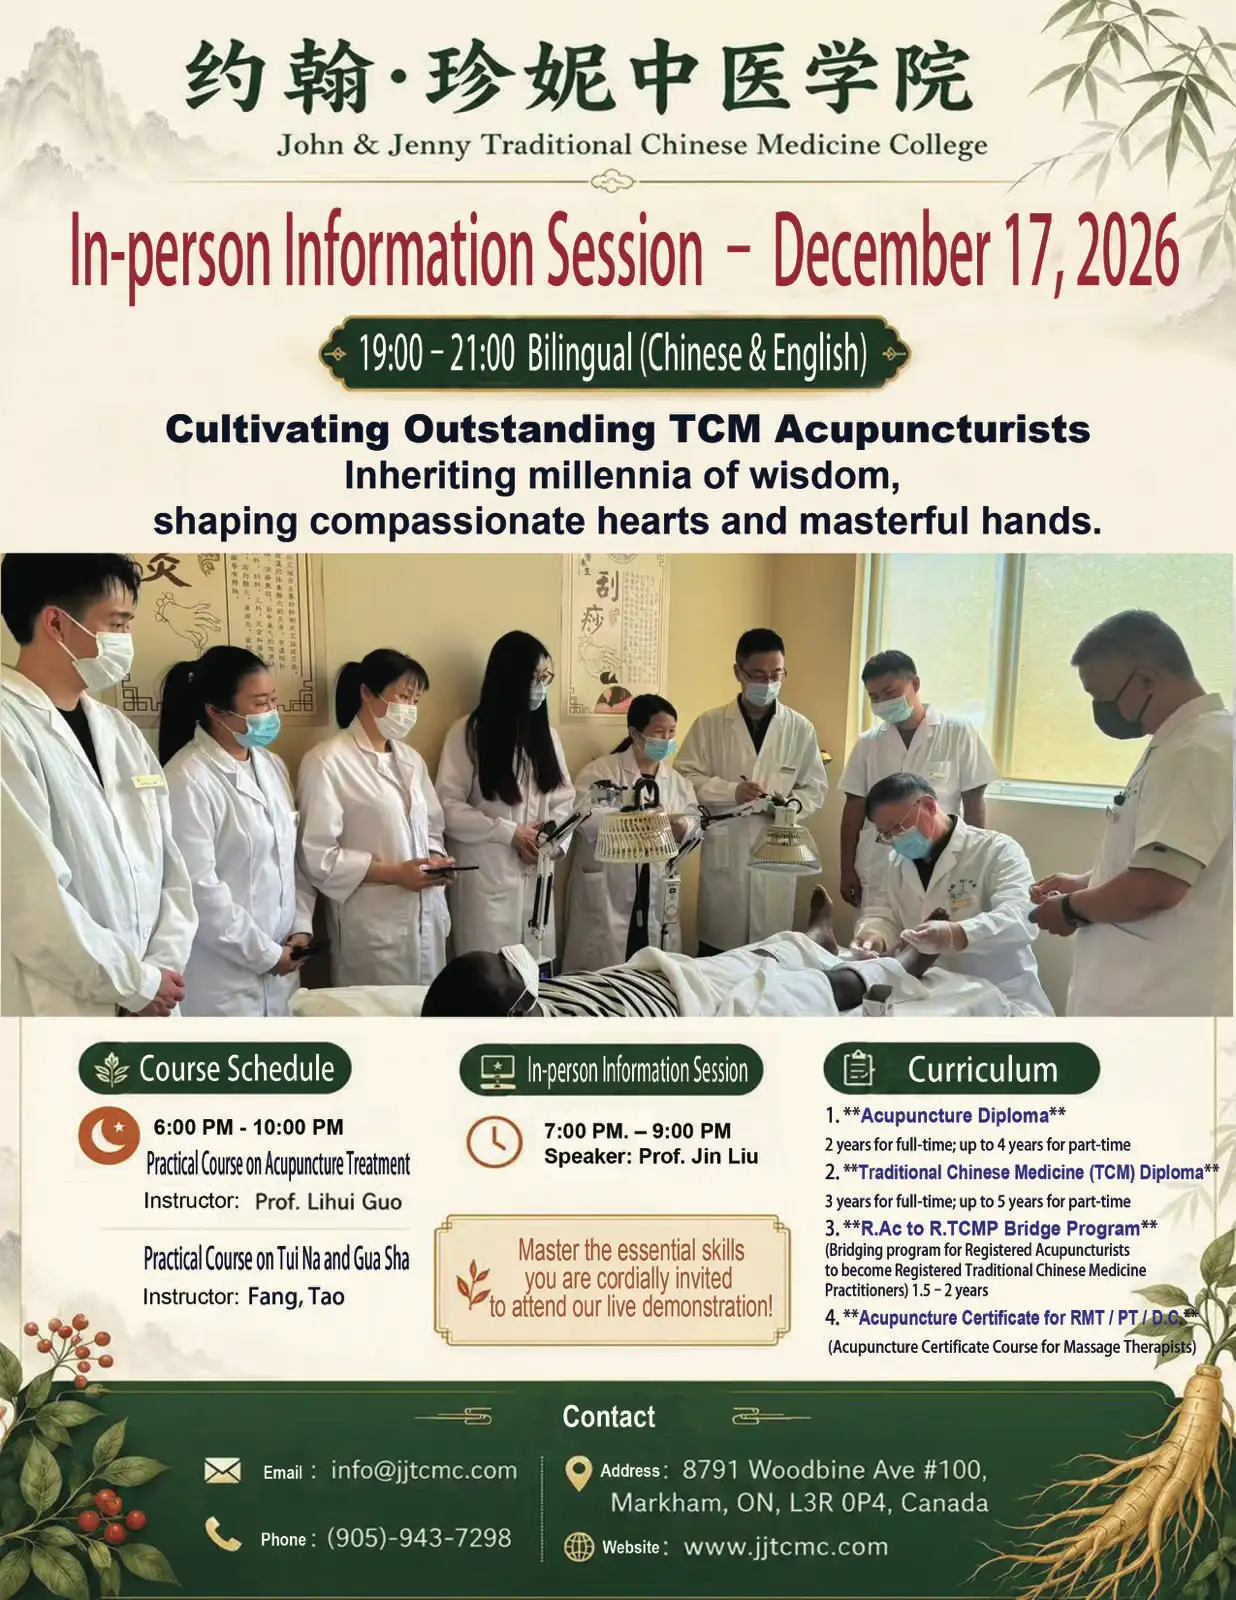 约翰·珍妮中医学院
John & Jenny Traditional Chinese Medicine College
In-person Information Session – December 17, 2026
19:00 – 21:00 Bilingual (Chinese & English)
Cultivating Outstanding TCM Acupuncturists
Inheriting millennia of wisdom,
shaping compassionate hearts and masterful hands.
灸
刮痧
Course Schedule
6:00 PM - 10:00 PM
Practical Course on Acupuncture Treatment
Instructor: Prof. Lihui Guo
Practical Course on Tui Na and Gua Sha
Instructor: Fang, Tao
In-person Information Session
7:00 PM. – 9:00 PM
Speaker: Prof. Jin Liu
Master the essential skills
you are cordially invited
to attend our live demonstration!
Curriculum
1. **Acupuncture Diploma**
2 years for full-time; up to 4 years for part-time
2. **Traditional Chinese Medicine (TCM) Diploma**
3 years for full-time; up to 5 years for part-time
3. **R.Ac to R.TCMP Bridge Program**
(Bridging program for Registered Acupuncturists
to become Registered Traditional Chinese Medicine
Practitioners) 1.5 – 2 years
4. **Acupuncture Certificate for RMT / PT / D.C.**
(Acupuncture Certificate Course for Massage Therapists)
Contact
Email : info@jjtcmc.com
Phone : (905)-943-7298
Address : 8791 Woodbine Ave #100,
Markham, ON, L3R 0P4, Canada
Website : www.jjtcmc.com